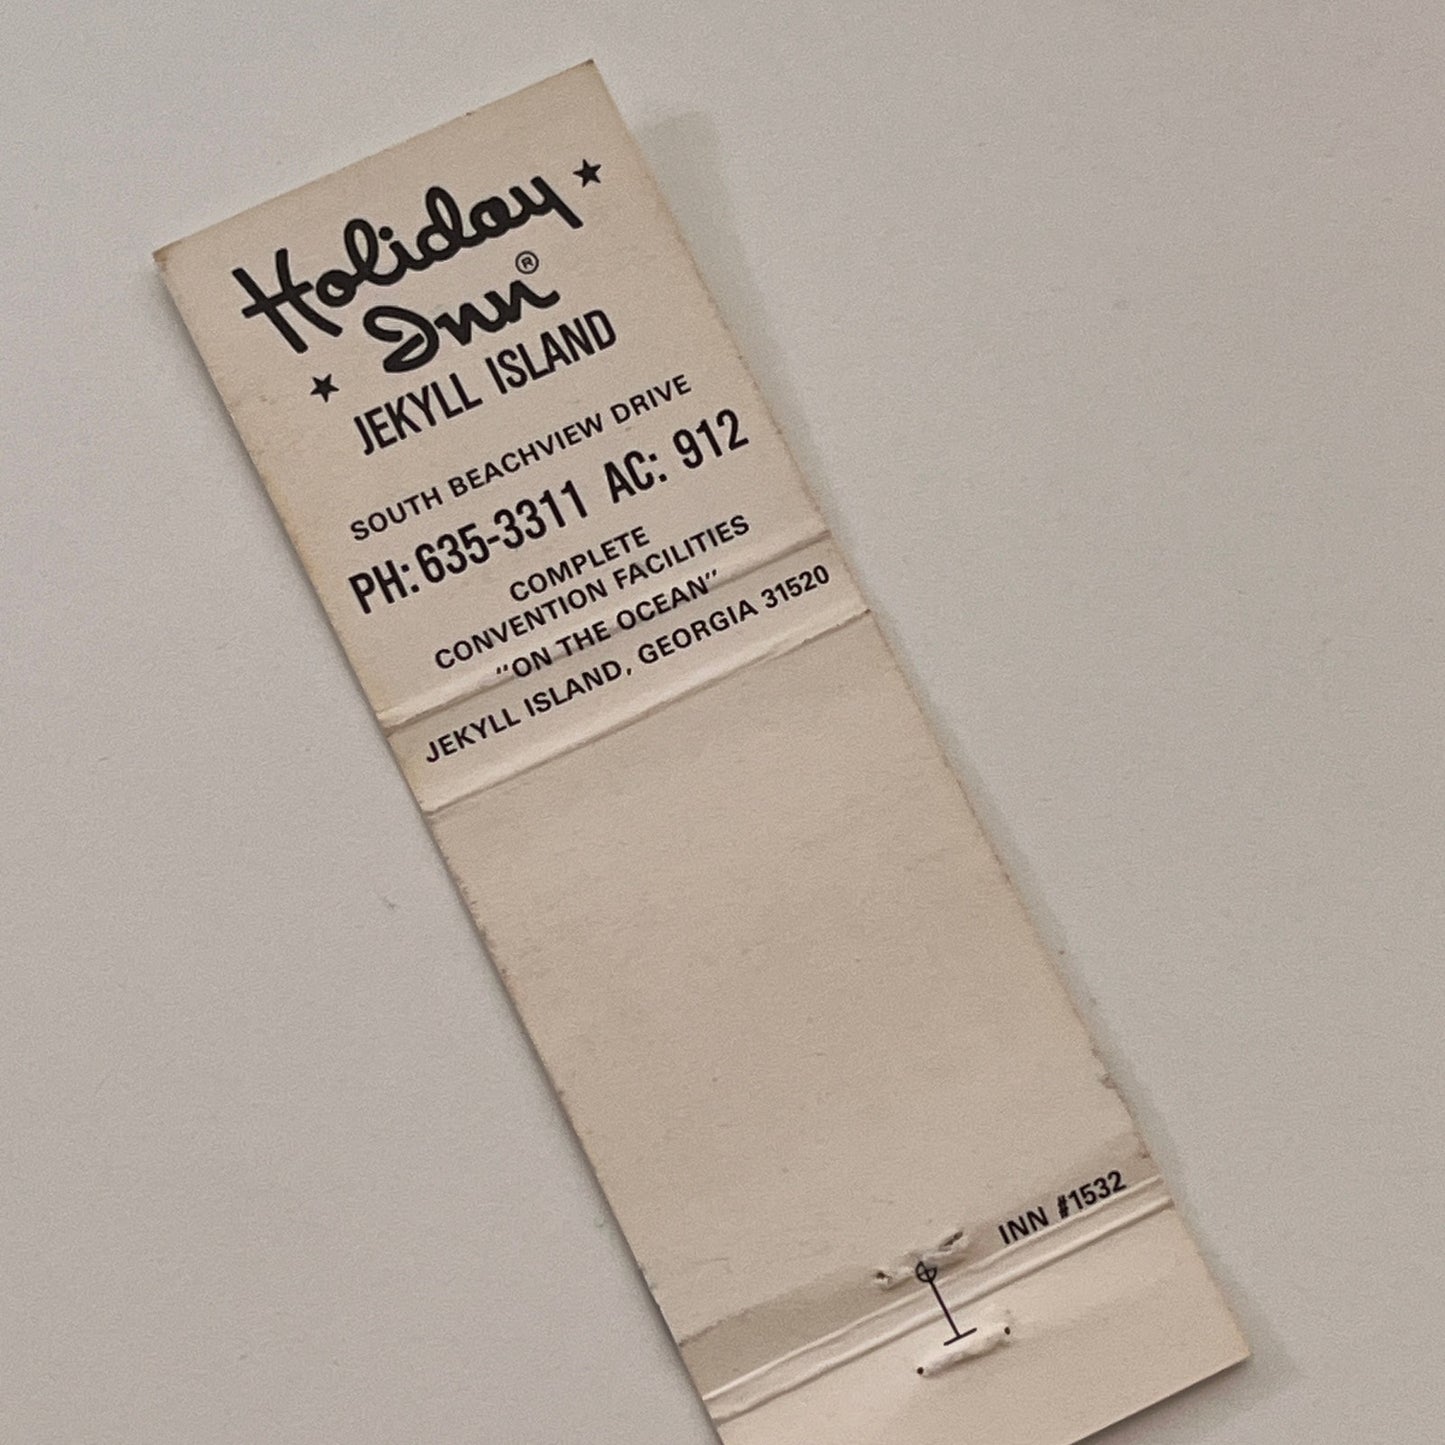 Holiday
Inn®
JEKYLL ISLAND
SOUTH BEACHVIEW DRIVE
PH: 635-3311 AC: 912
COMPLETE
CONVENTION FACILITIES
"ON THE OCEAN"
JEKYLL ISLAND, GEORGIA 31520
INN #1532